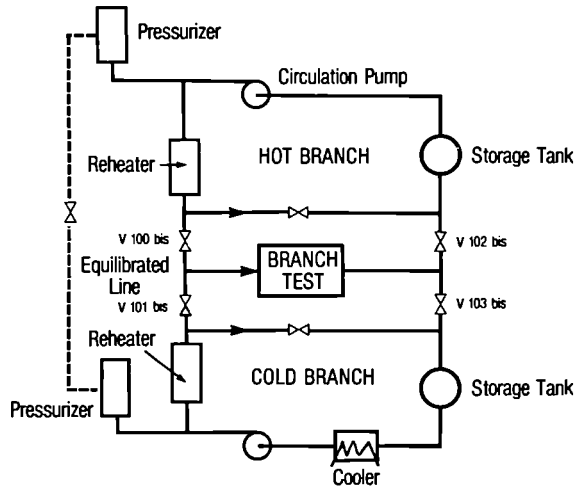 Pressurizer
Circulation Pump
Reheater
HOT BRANCH
Storage Tank
V 100 bis
V 102 bis
Equilibrated
Line
BRANCH
TEST
V 101 bis
V 103 bis
Reheater
COLD BRANCH
Storage Tank
Pressurizer
Cooler